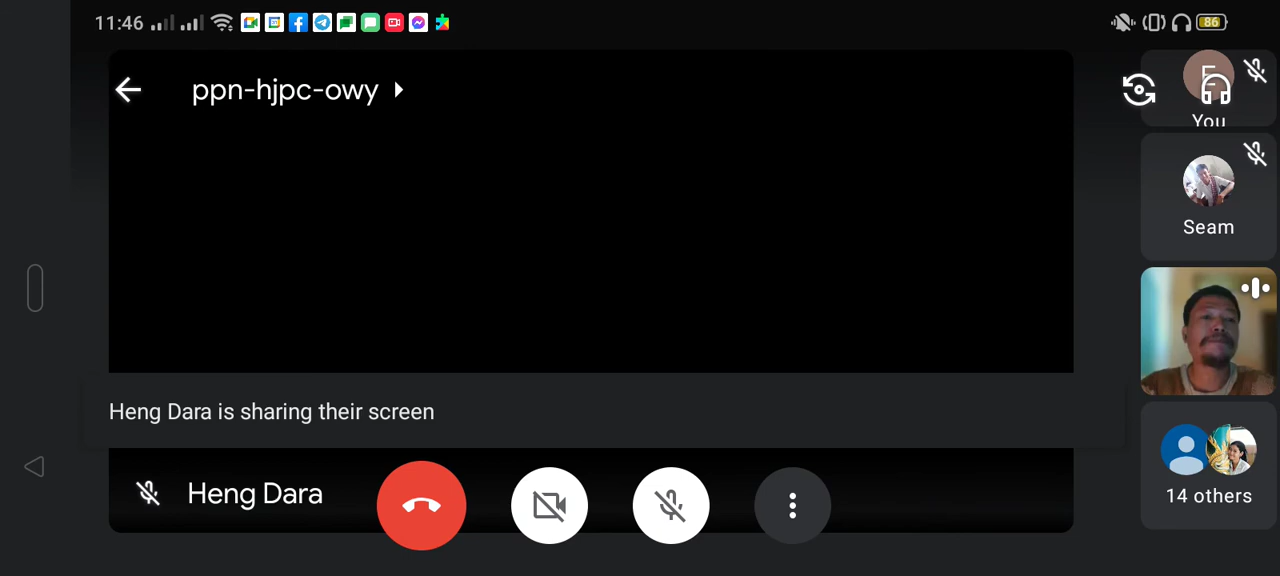 11:46
86
ppn-hjpc-owy
E
You
Seam
Heng Dara is sharing their screen
Heng Dara
14 others